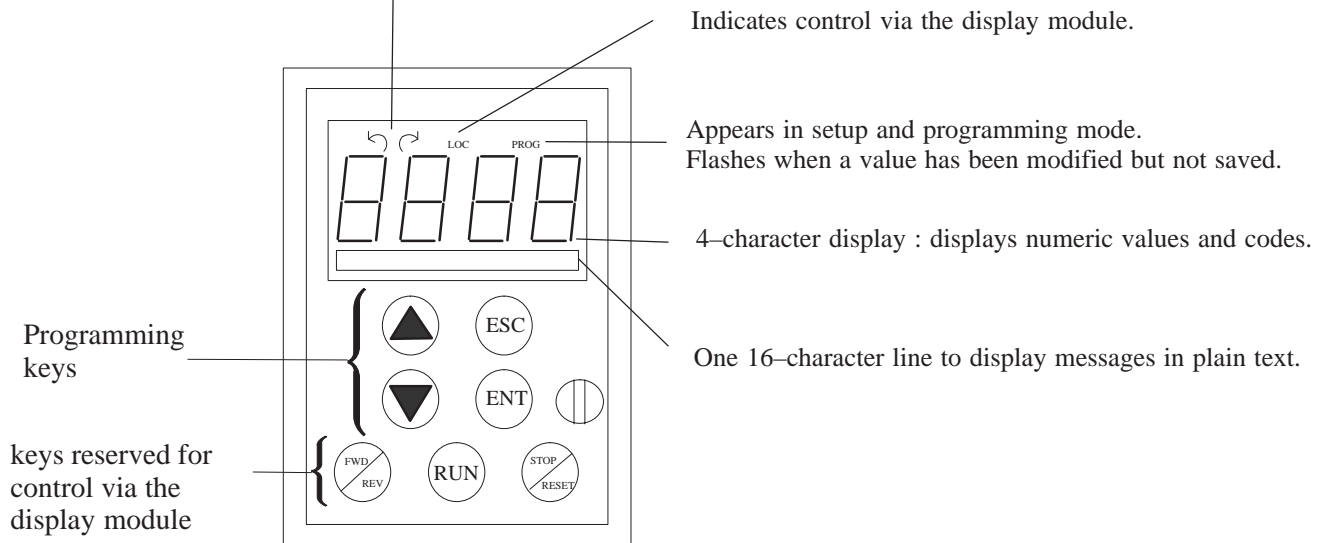 Indicates control via the display module.
Appears in setup and programming mode.
Flashes when a value has been modified but not saved.
LOC PROG
4–character display : displays numeric values and codes.
One 16–character line to display messages in plain text.
Programming
keys
ESC
ENT
keys reserved for
control via the
display module
FWD
REV
RUN
STOP
RESET